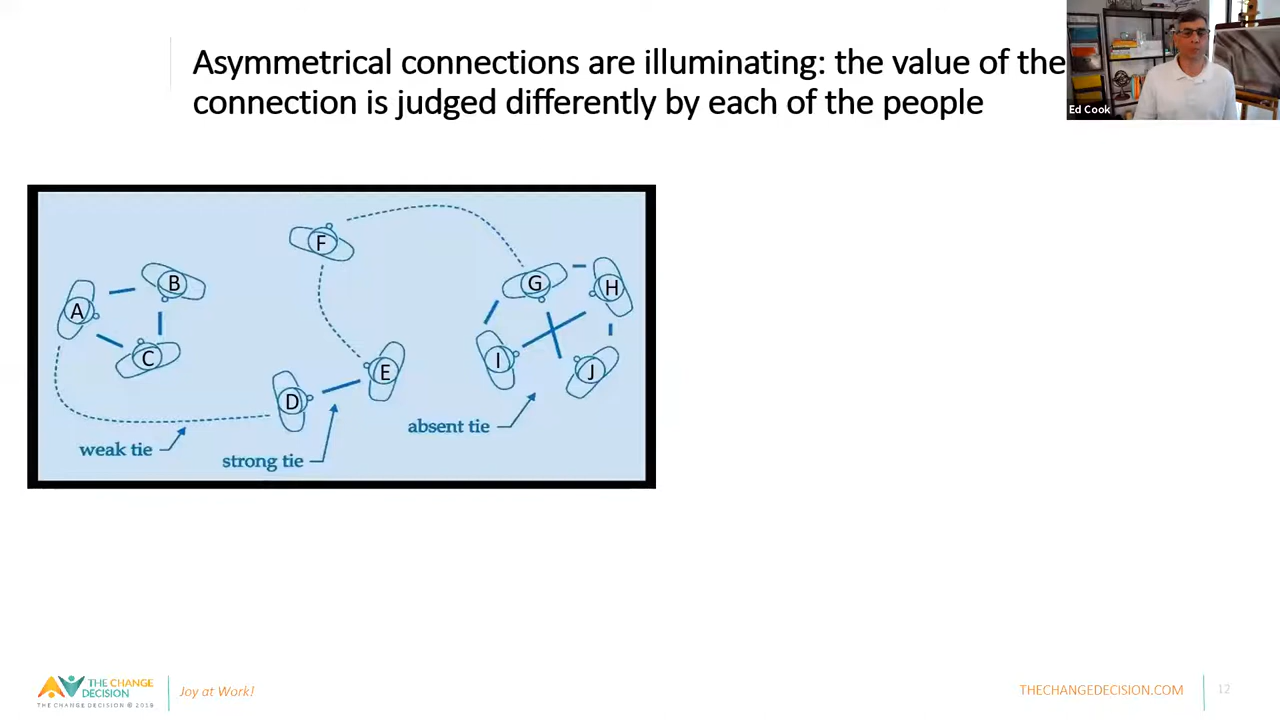 Asymmetrical connections are illuminating: the value of the
connection is judged differently by each of the people
Ed Cook
F
B
G
H
A
C
I
J
E
D
absent tie
weak tie
strong tie
THE CHANGE
DECISION
THE CHANGE DECISION © 2018
Joy at Work!
THECHANGEDECISION.COM
12